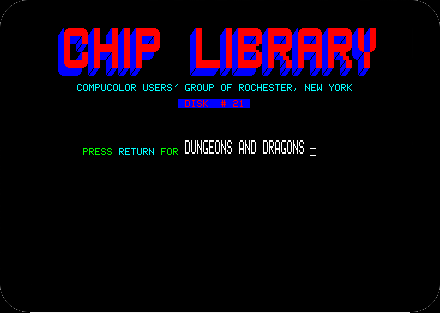 CHIP LIBRARY
COMPUCOLOR USERS' GROUP OF ROCHESTER, NEW YORK
DISK # 21
PRESS RETURN FOR DUNGEONS AND DRAGONS _